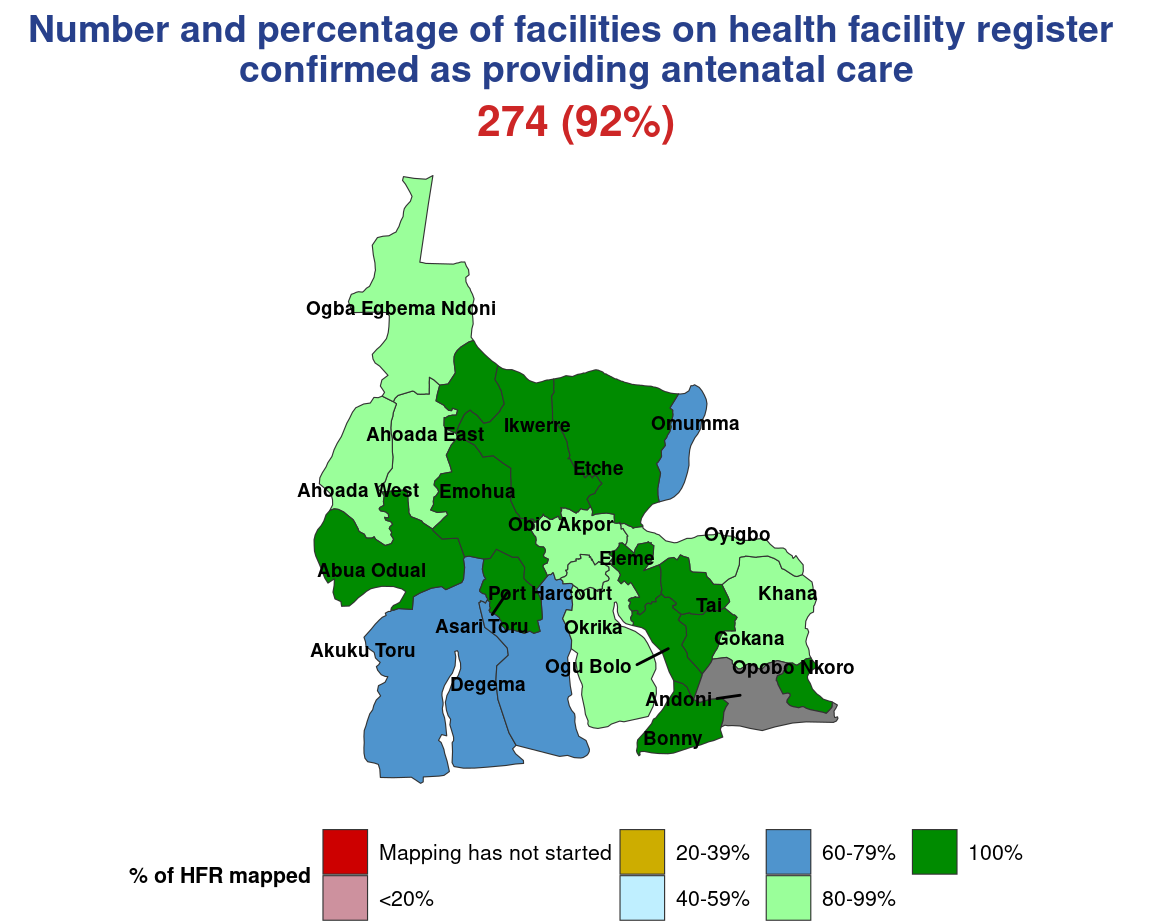 Number and percentage of facilities on health facility register
confirmed as providing antenatal care
274 (92%)
Ogba Egbema Ndoni
Omumma
Ikwerre
Ahoada East
Etche
Ahoada West
Emohua
Obio Akpor
Oyigbo
Eleme
Abua Odual
Port Harcourt
Khana
Tai
Asari Toru
Okrika
Gokana
Akuku Toru
Ogu Bolo
Opobo Nkoro
Degema
Andoni
Bonny
% of HFR mapped
Mapping has not started
<20%
20-39%
40-59%
60-79%
80-99%
100%